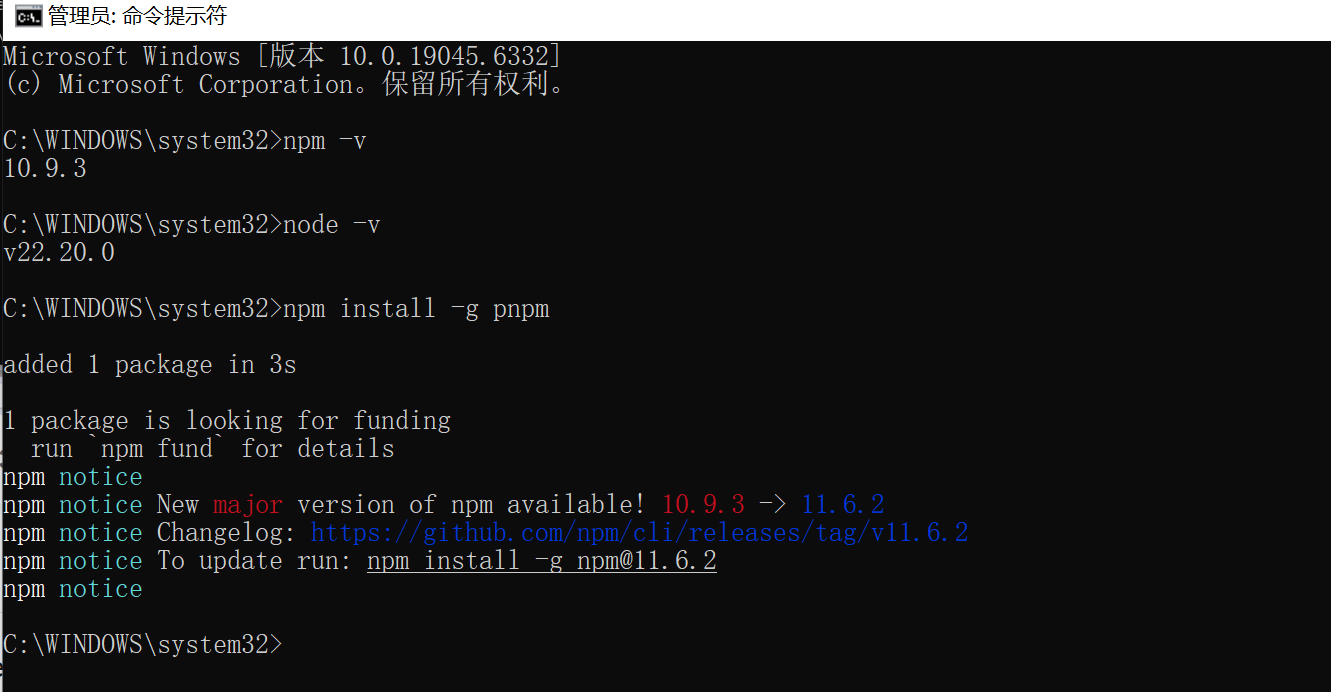 管理员: 命令提示符
Microsoft Windows [版本 10.0.19045.6332]
(c) Microsoft Corporation。保留所有权利。
C:\WINDOWS\system32>npm -v
10.9.3
C:\WINDOWS\system32>node -v
v22.20.0
C:\WINDOWS\system32>npm install -g pnpm
added 1 package in 3s
1 package is looking for funding
  run `npm fund` for details
npm notice
npm notice New major version of npm available! 10.9.3 -> 11.6.2
npm notice Changelog: https://github.com/npm/cli/releases/tag/v11.6.2
npm notice To update run: npm install -g npm@11.6.2
npm notice
C:\WINDOWS\system32>